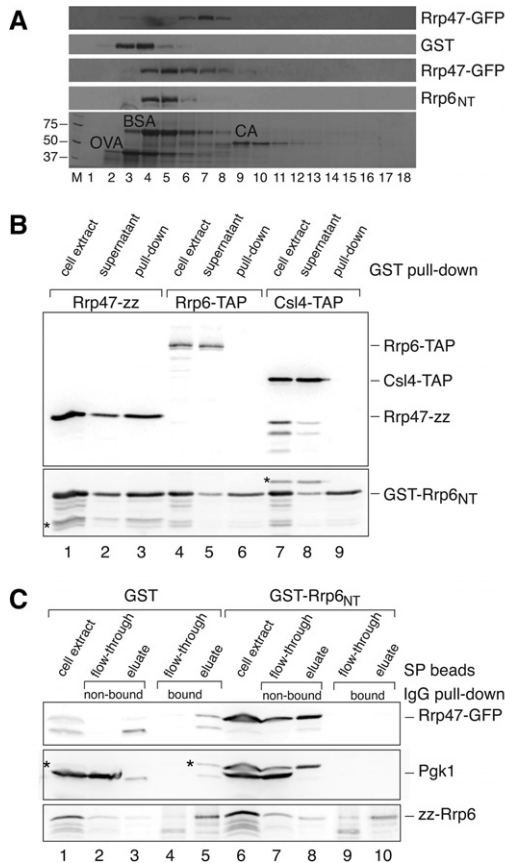 A
Rrp47-GFP
GST
Rrp47-GFP
Rrp6NT
75
50
37
OVA
BSA
CA
M 1 2 3 4 5 6 7 8 9 10 11 12 13 14 15 16 17 18
B
cell extract supernatant pull-down cell extract supernatant pull-down cell extract supernatant pull-down
GST pull-down
Rrp47-zz Rrp6-TAP Csl4-TAP
Rrp6-TAP
Csl4-TAP
Rrp47-zz
*
GST-Rrp6NT
*
1 2 3 4 5 6 7 8 9
C
GST GST-Rrp6NT
cell extract flow-through eluate flow-through eluate cell extract flow-through eluate flow-through eluate
SP beads
non-bound bound non-bound bound
IgG pull-down
Rrp47-GFP
* *
Pgk1
zz-Rrp6
1 2 3 4 5 6 7 8 9 10